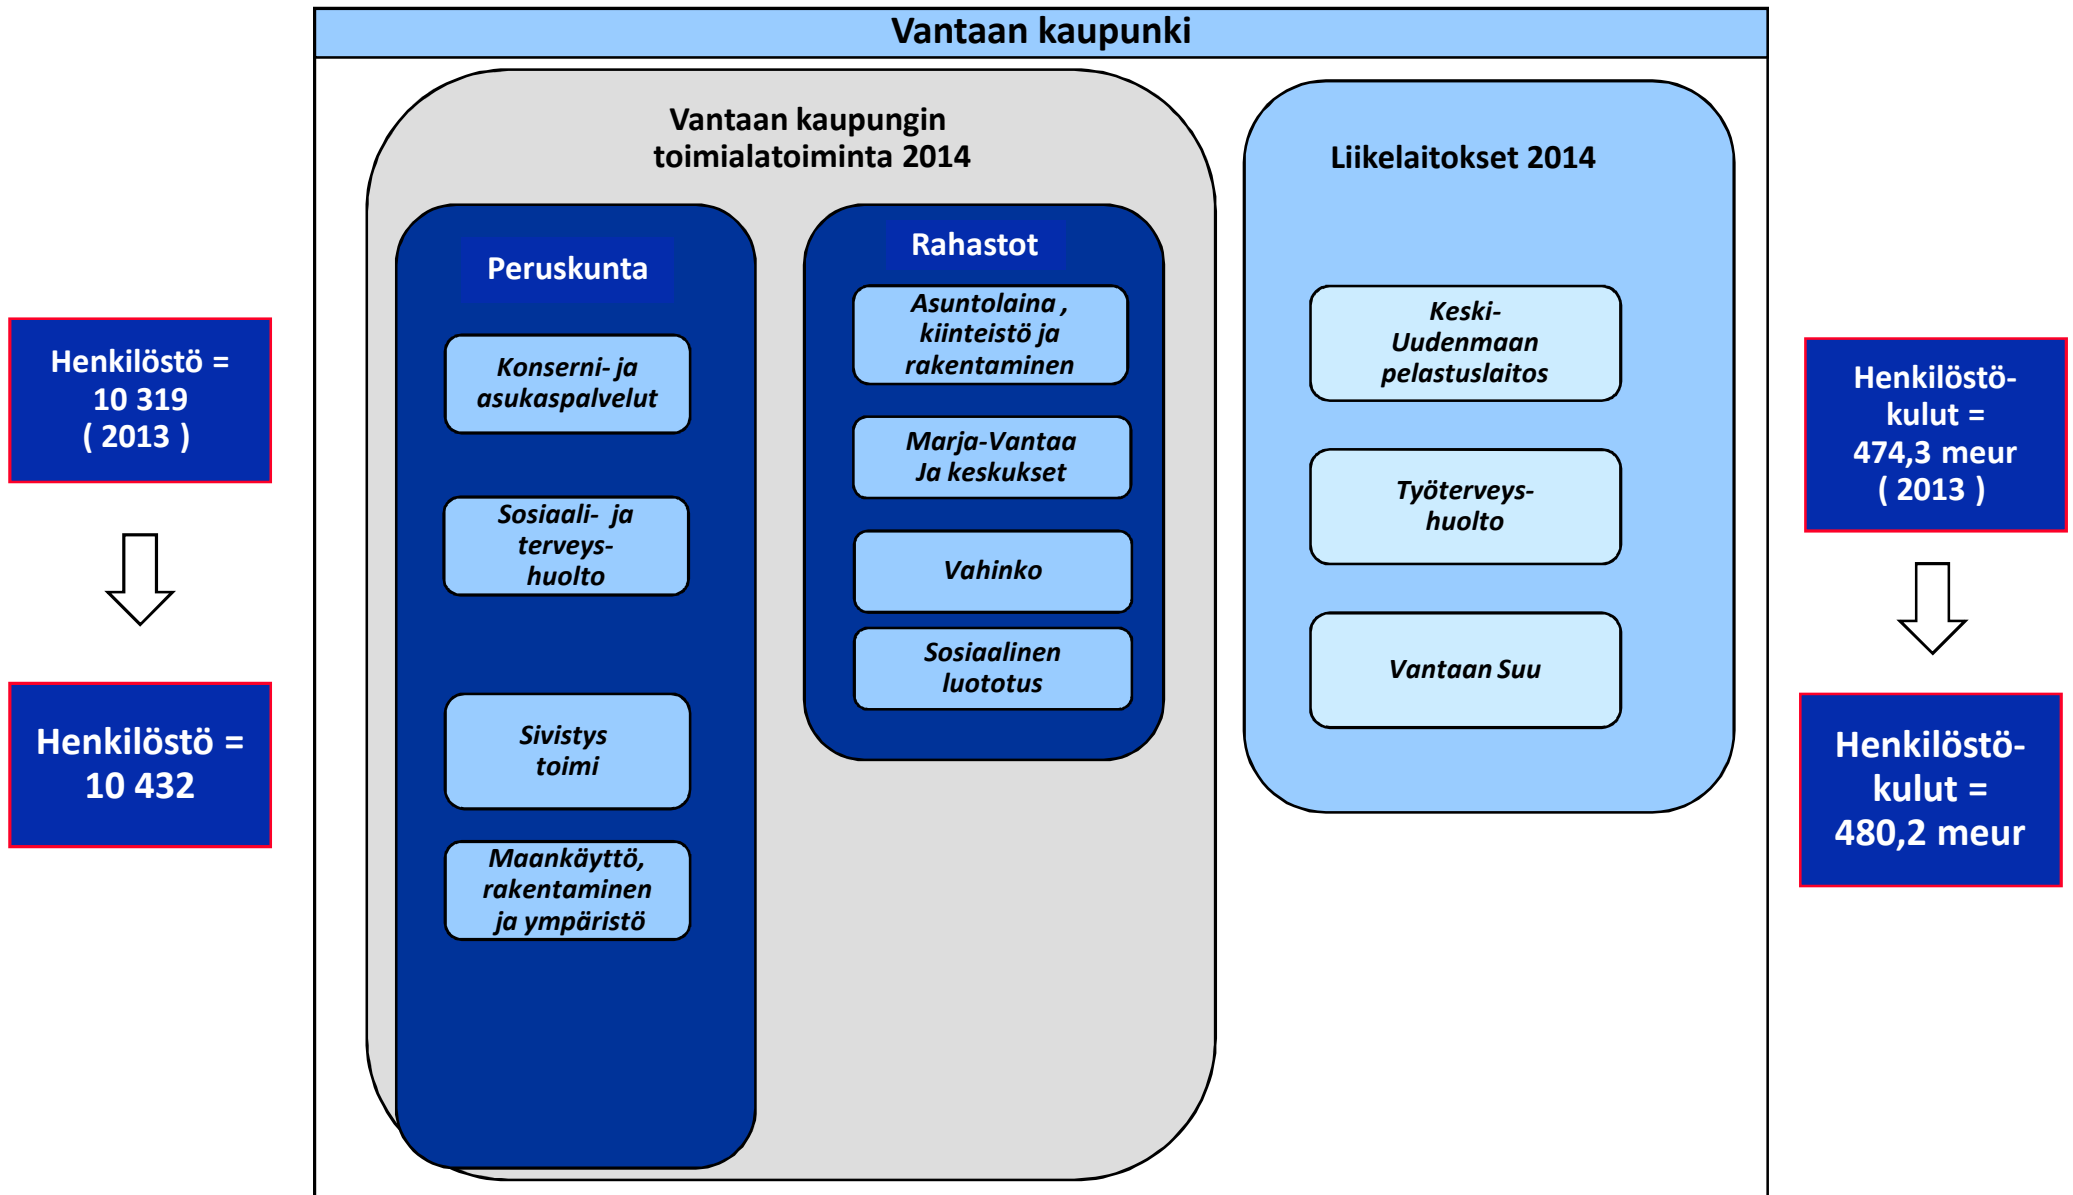 Vantaan kaupunki
Vantaan kaupungin
toimialatoiminta 2014
Peruskunta
Konserni- ja
asukaspalvelut
Sosiaali- ja
terveys-
huolto
Sivistys
toimi
Maankäyttö,
rakentaminen
ja ympäristö
Rahastot
Asuntolaina ,
kiinteistö ja
rakentaminen
Marja-Vantaa
Ja keskukset
Vahinko
Sosiaalinen
luototus
Liikelaitokset 2014
Keski-
Uudenmaan
pelastuslaitos
Työterveys-
huolto
Vantaan Suu
Henkilöstö =
10 319
( 2013 )
Henkilöstö =
10 432
Henkilöstö-
kulut =
474,3 meur
( 2013 )
Henkilöstö-
kulut =
480,2 meur